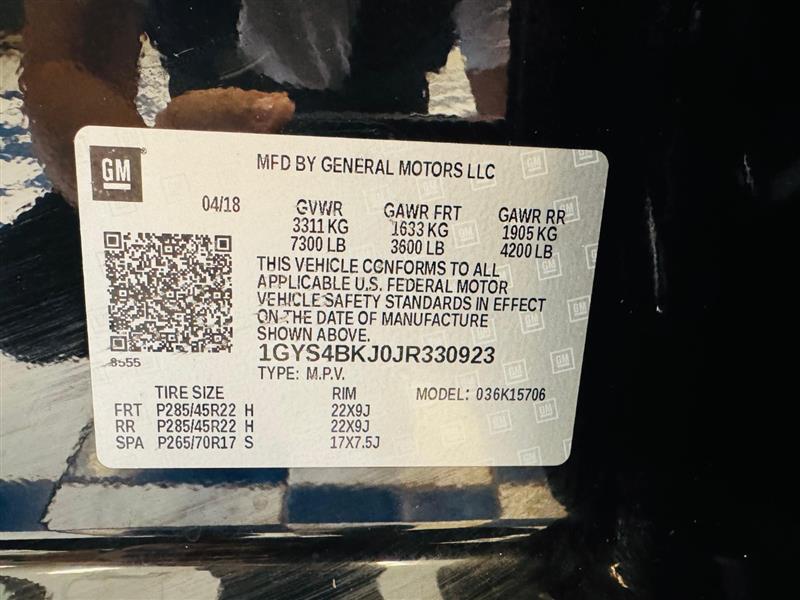 GM
MFD BY GENERAL MOTORS LLC
04/18 GVWR GAWR FRT GAWR RR
3311 KG 1633 KG 1905 KG
7300 LB 3600 LB 4200 LB
THIS VEHICLE CONFORMS TO ALL
APPLICABLE U.S. FEDERAL MOTOR
VEHICLE SAFETY STANDARDS IN EFFECT
ON THE DATE OF MANUFACTURE
SHOWN ABOVE.
8555 1GYS4BKJ0JR330923
TYPE: M.P.V.
TIRE SIZE RIM MODEL: 036K15706
FRT P285/45R22 H 22X9J
RR P285/45R22 H 22X9J
SPA P265/70R17 S 17X7.5J